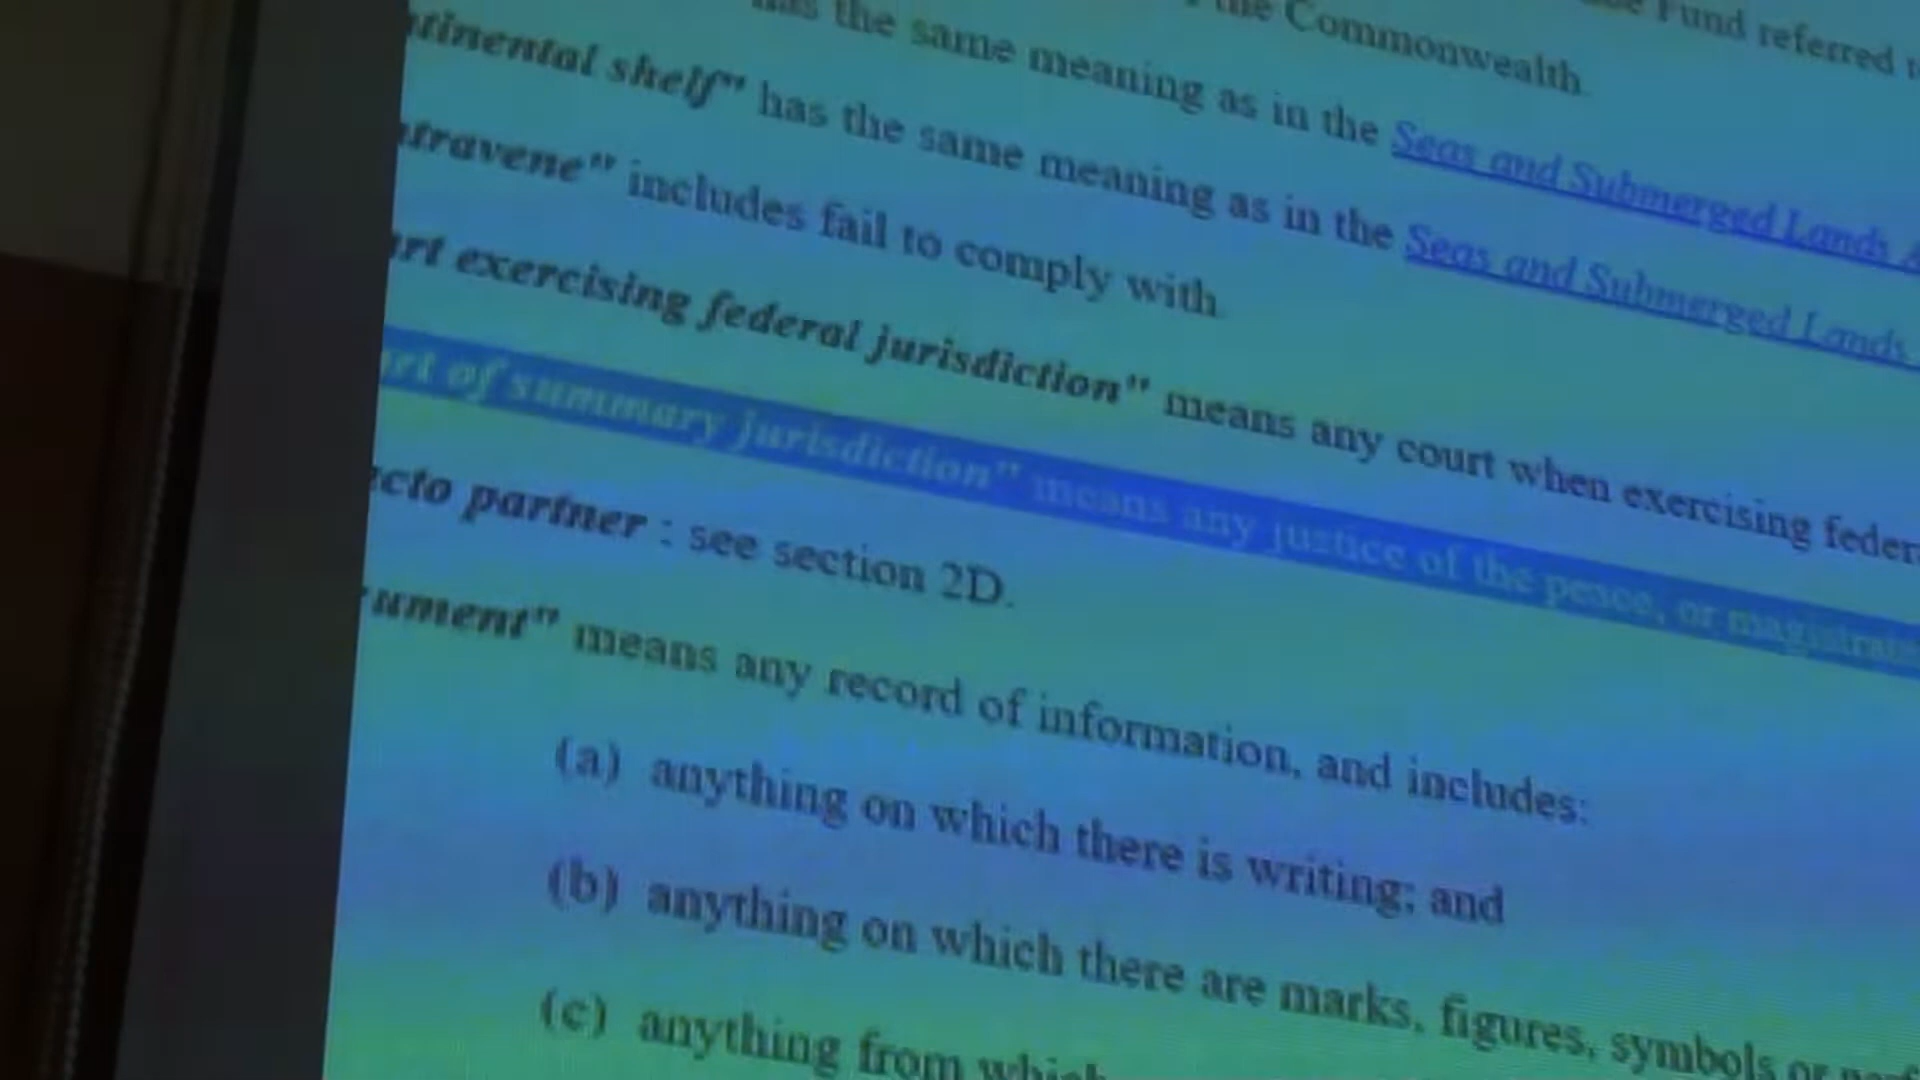 Fund referred
the Commonwealth.
has the same meaning as in the Seas and Submerged Lands
tinental shelf" has the same meaning as in the Seas and Submerged Lands
travene" includes fail to comply with.
rt exercising federal jurisdiction" means any court when exercising feder
rt of summary jurisdiction" means any justice of the peace, or magistrate
cto partner : see section 2D.
ument" means any record of information, and includes:
(a) anything on which there is writing; and
(b) anything on which there are marks, figures, symbols or perf
(c) anything from which